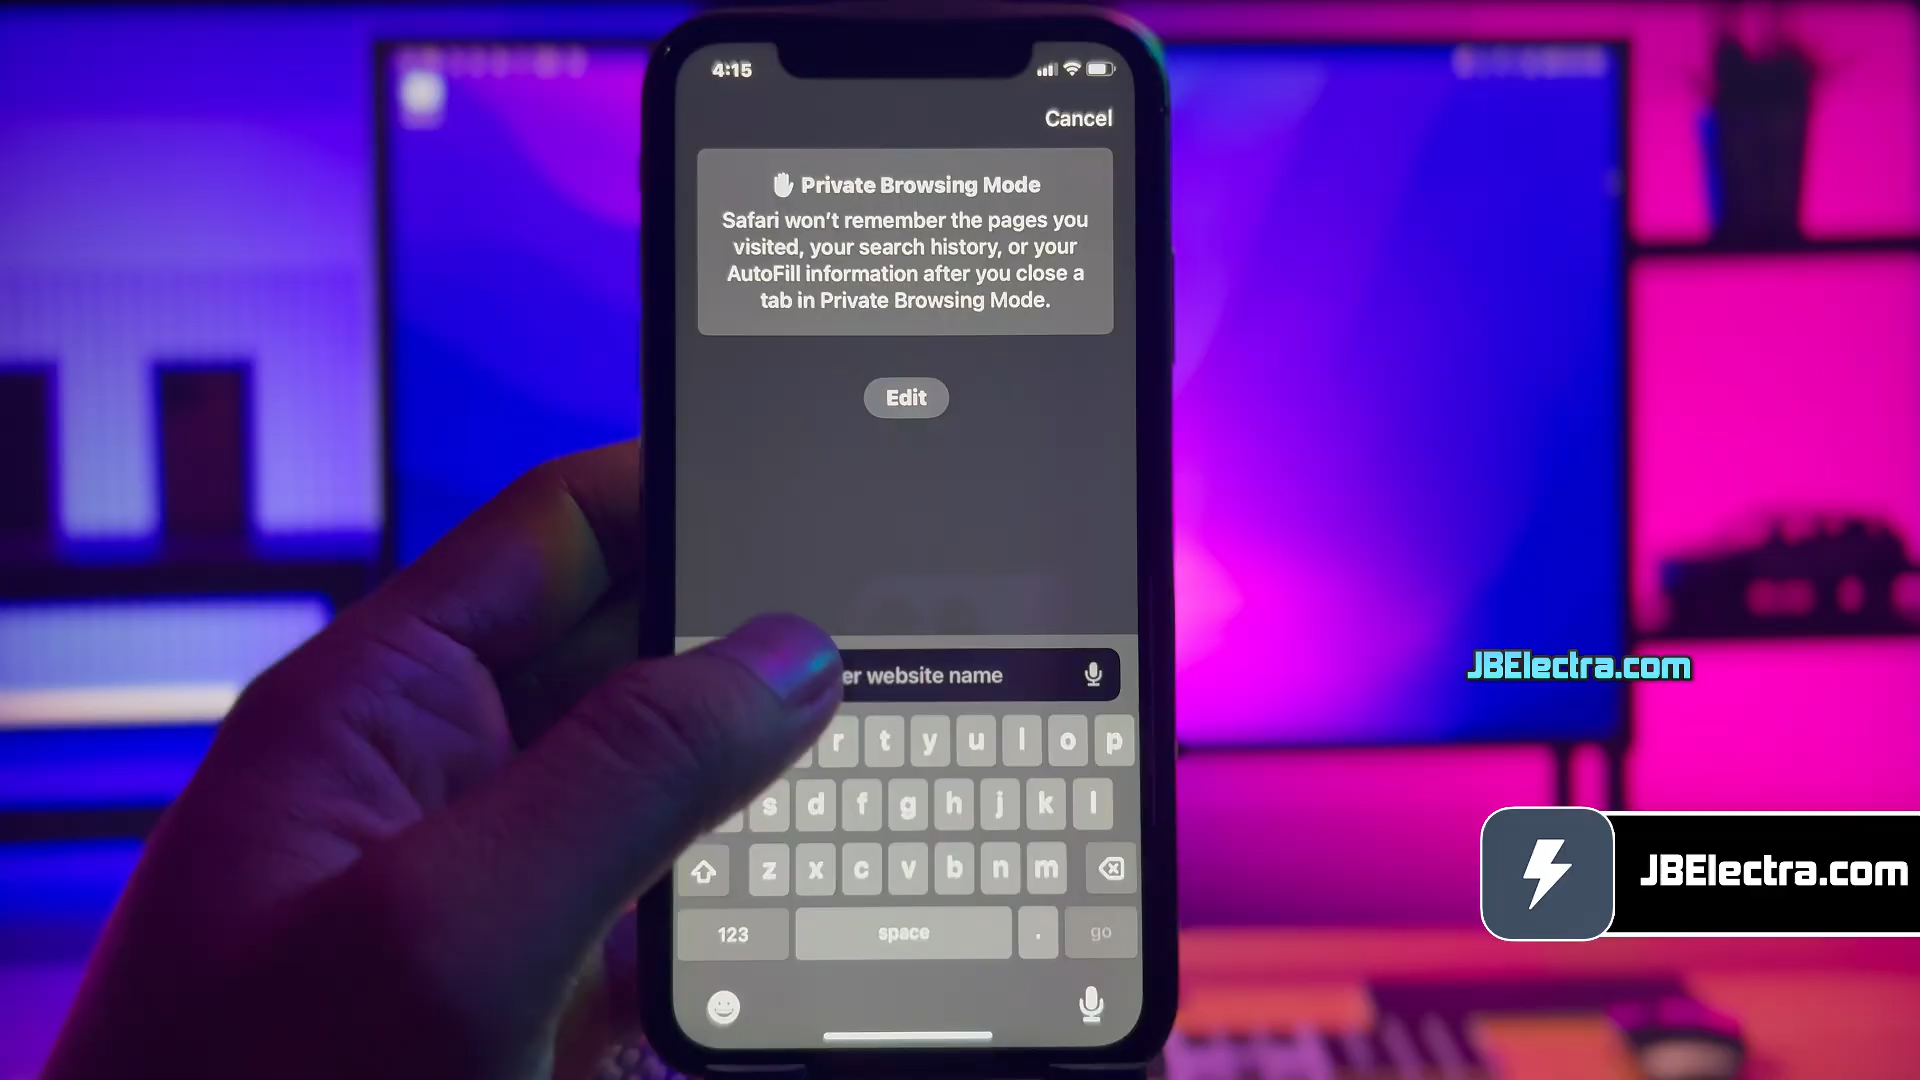 4:15
Cancel
Private Browsing Mode
Safari won't remember the pages you
visited, your search history, or your
AutoFill information after you close a
tab in Private Browsing Mode.
Edit
er website name
r t y u I o p
s d f g h j k l
z x c v b n m
123 space . go
JBElectra.com
JBElectra.com